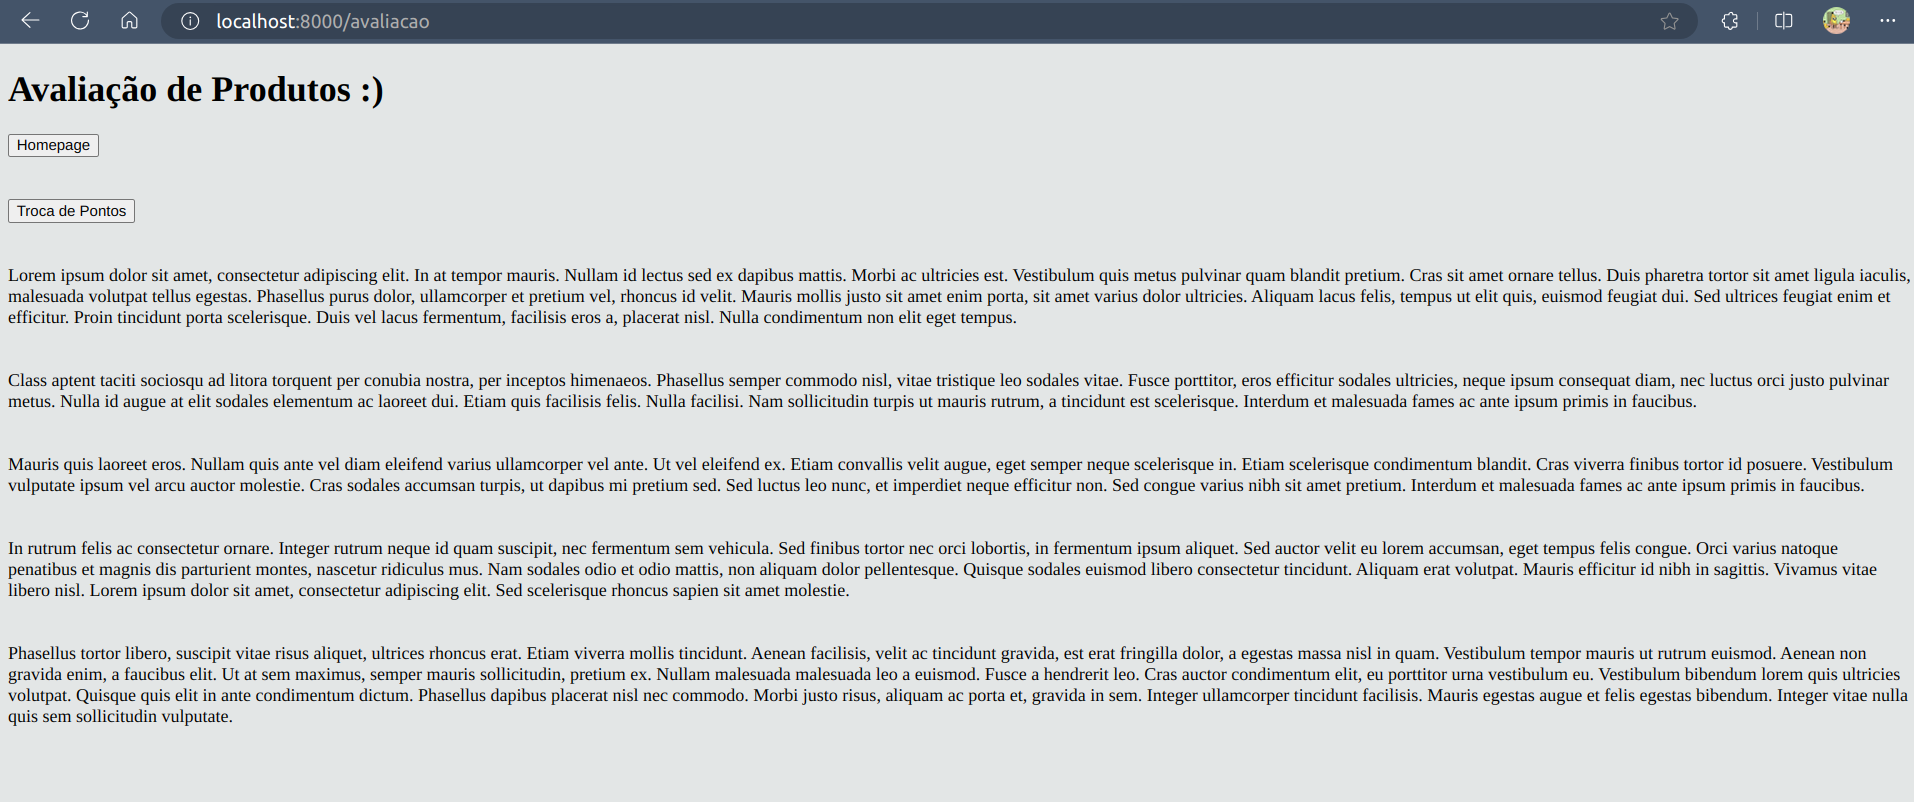 localhost:8000/avaliacao
Avaliação de Produtos :)
Homepage
Troca de Pontos
Lorem ipsum dolor sit amet, consectetur adipiscing elit. In at tempor mauris. Nullam id lectus sed ex dapibus mattis. Morbi ac ultricies est. Vestibulum quis metus pulvinar quam blandit pretium. Cras sit amet ornare tellus. Duis pharetra tortor sit amet ligula iaculis,
malesuada volutpat tellus egestas. Phasellus purus dolor, ullamcorper et pretium vel, rhoncus id velit. Mauris mollis justo sit amet enim porta, sit amet varius dolor ultricies. Aliquam lacus felis, tempus ut elit quis, euismod feugiat dui. Sed ultrices feugiat enim et
efficitur. Proin tincidunt porta scelerisque. Duis vel lacus fermentum, facilisis eros a, placerat nisl. Nulla condimentum non elit eget tempus.
Class aptent taciti sociosqu ad litora torquent per conubia nostra, per inceptos himenaeos. Phasellus semper commodo nisl, vitae tristique leo sodales vitae. Fusce porttitor, eros efficitur sodales ultricies, neque ipsum consequat diam, nec luctus orci justo pulvinar
metus. Nulla id augue at elit sodales elementum ac laoreet dui. Etiam quis facilisis felis. Nulla facilisi. Nam sollicitudin turpis ut mauris rutrum, a tincidunt est scelerisque. Interdum et malesuada fames ac ante ipsum primis in faucibus.
Mauris quis laoreet eros. Nullam quis ante vel diam eleifend varius ullamcorper vel ante. Ut vel eleifend ex. Etiam convallis velit augue, eget semper neque scelerisque in. Etiam scelerisque condimentum blandit. Cras viverra finibus tortor id posuere. Vestibulum
vulputate ipsum vel arcu auctor molestie. Cras sodales accumsan turpis, ut dapibus mi pretium sed. Sed luctus leo nunc, et imperdiet neque efficitur non. Sed congue varius nibh sit amet pretium. Interdum et malesuada fames ac ante ipsum primis in faucibus.
In rutrum felis ac consectetur ornare. Integer rutrum neque id quam suscipit, nec fermentum sem vehicula. Sed finibus tortor nec orci lobortis, in fermentum ipsum aliquet. Sed auctor velit eu lorem accumsan, eget tempus felis congue. Orci varius natoque
penatibus et magnis dis parturient montes, nascetur ridiculus mus. Nam sodales odio et odio mattis, non aliquam dolor pellentesque. Quisque sodales euismod libero consectetur tincidunt. Aliquam erat volutpat. Mauris efficitur id nibh in sagittis. Vivamus vitae
libero nisl. Lorem ipsum dolor sit amet, consectetur adipiscing elit. Sed scelerisque rhoncus sapien sit amet molestie.
Phasellus tortor libero, suscipit vitae risus aliquet, ultrices rhoncus erat. Etiam viverra mollis tincidunt. Aenean facilisis, velit ac tincidunt gravida, est erat fringilla dolor, a egestas massa nisl in quam. Vestibulum tempor mauris ut rutrum euismod. Aenean non
gravida enim, a faucibus elit. Ut at sem maximus, semper mauris sollicitudin, pretium ex. Nullam malesuada malesuada leo a euismod. Fusce a hendrerit leo. Cras auctor condimentum elit, eu porttitor urna vestibulum eu. Vestibulum bibendum lorem quis ultricies
volutpat. Quisque quis elit in ante condimentum dictum. Phasellus dapibus placerat nisl nec commodo. Morbi justo risus, aliquam ac porta et, gravida in sem. Integer ullamcorper tincidunt facilisis. Mauris egestas augue et felis egestas bibendum. Integer vitae nulla
quis sem sollicitudin vulputate.